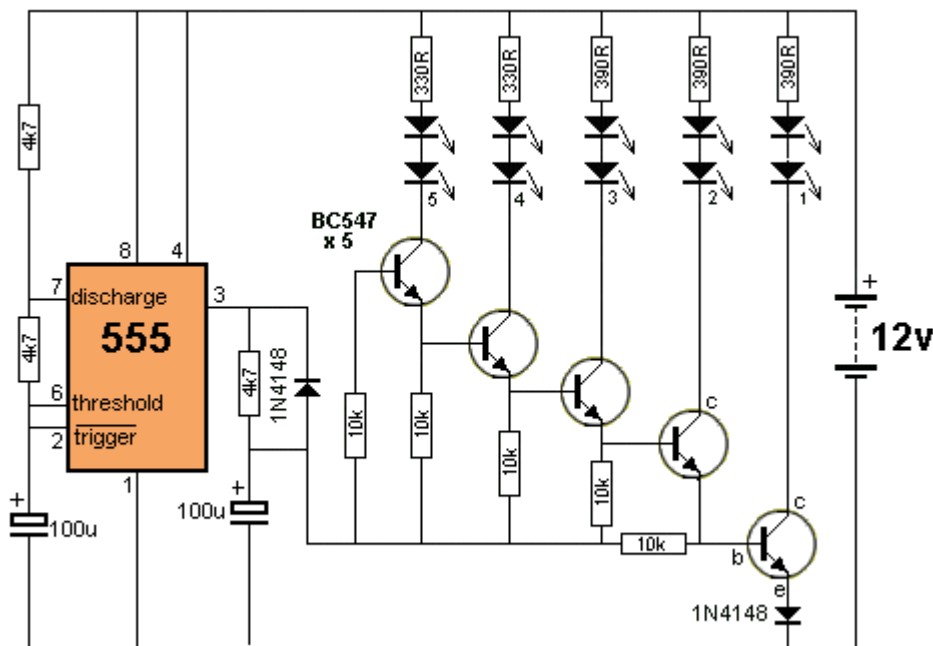 330R
330R
390R
390R
390R
4k7
5
4
3
2
1
BC547
x 5
8
4
7
discharge
3
555
4k7
4k7
1N4148
6
threshold
2
trigger
1
+
100u
+
100u
10k
10k
10k
10k
10k
c
c
b
e
1N4148
+
12v